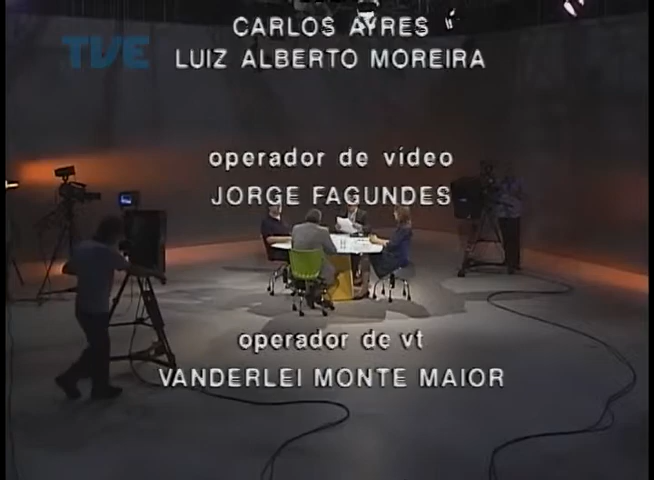 CARLOS AYRES
TVE
LUIZ ALBERTO MOREIRA
operador de vídeo
JORGE FAGUNDES
operador de vt
VANDERLEI MONTE MAIOR